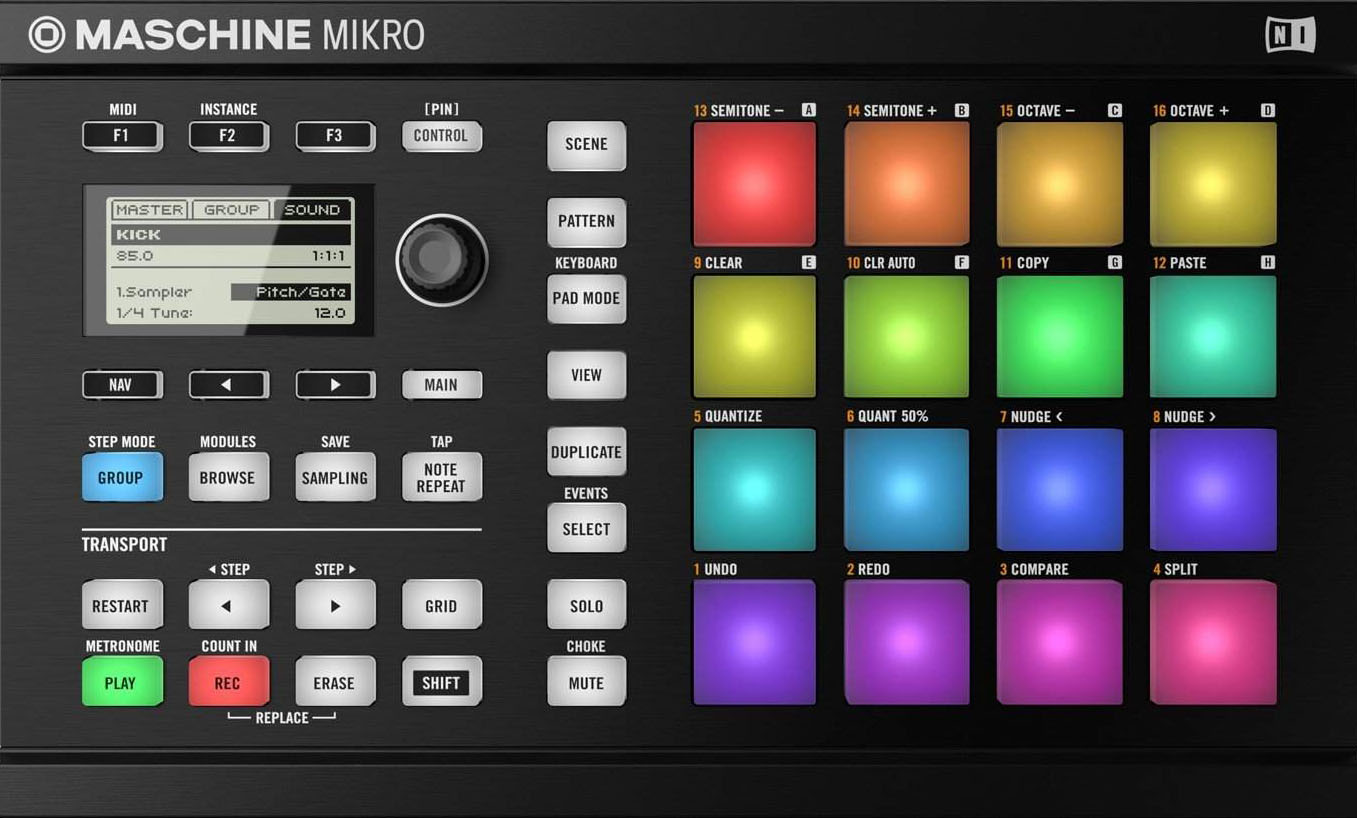 MASCHINE MIKRO
NI
MIDI
INSTANCE
[PIN]
F1
F2
F3
CONTROL
MASTER GROUP SOUND
KICK
85.0 1:1:1
1.Sampler Pitch/Gate
1/4 Tune: 12.0
NAV
MAIN
STEP MODE
MODULES
SAVE
TAP
GROUP
BROWSE
SAMPLING
NOTE
REPEAT
TRANSPORT
STEP
STEP
RESTART
GRID
METRONOME
COUNT IN
PLAY
REC
ERASE
SHIFT
REPLACE
SCENE
PATTERN
KEYBOARD
PAD MODE
VIEW
DUPLICATE
EVENTS
SELECT
SOLO
CHOKE
MUTE
13 SEMITONE – A
14 SEMITONE + B
15 OCTAVE – C
16 OCTAVE + D
9 CLEAR E
10 CLR AUTO F
11 COPY G
12 PASTE H
5 QUANTIZE
6 QUANT 50%
7 NUDGE <
8 NUDGE >
1 UNDO
2 REDO
3 COMPARE
4 SPLIT